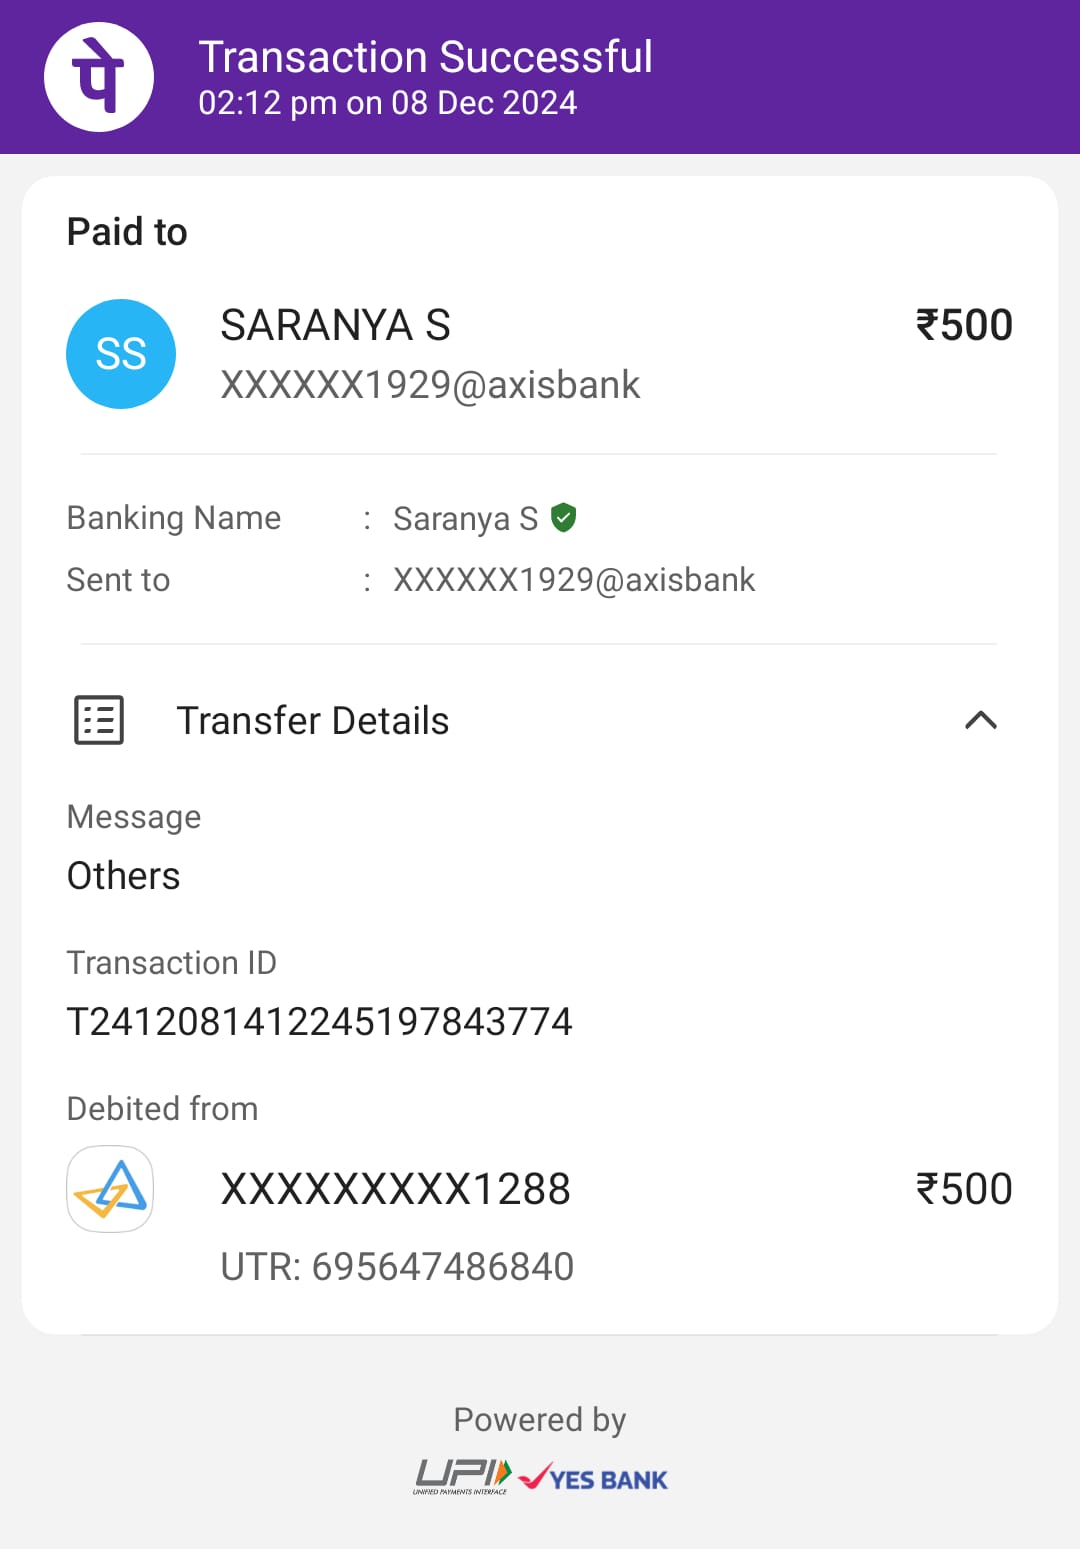 पे
Transaction Successful
02:12 pm on 08 Dec 2024
Paid to
SS
SARANYA S
₹500
XXXXXX1929@axisbank
Banking Name : Saranya S
Sent to : XXXXXX1929@axisbank
Transfer Details
Message
Others
Transaction ID
T2412081412245197843774
Debited from
XXXXXXXXX1288
₹500
UTR: 695647486840
Powered by
UPI
UNIFIED PAYMENTS INTERFACE
YES BANK